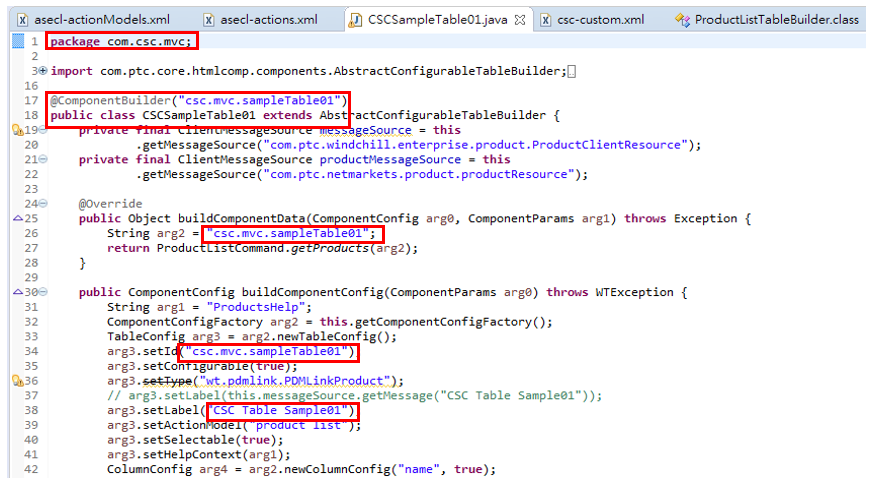 asecl-actionModels.xml asecl-actions.xml CSCSampleTable01.java csc-custom.xml ProductListTableBuilder.class
1 package com.csc.mvc;
2
3 import com.ptc.core.htmlcomp.components.AbstractConfigurableTableBuilder;
16
17 @ComponentBuilder("csc.mvc.sampleTable01")
18 public class CSCSampleTable01 extends AbstractConfigurableTableBuilder {
19 private final ClientMessageSource messageSource = this
20 .getMessageSource("com.ptc.windchill.enterprise.product.ProductClientResource");
21 private final ClientMessageSource productMessageSource = this
22 .getMessageSource("com.ptc.netmarkets.product.productResource");
23
24 @Override
25 public Object buildComponentData(ComponentConfig arg0, ComponentParams arg1) throws Exception {
26 String arg2 = "csc.mvc.sampleTable01";
27 return ProductListCommand.getProducts(arg2);
28 }
29
30 public ComponentConfig buildComponentConfig(ComponentParams arg0) throws WTException {
31 String arg1 = "ProductsHelp";
32 ComponentConfigFactory arg2 = this.getComponentConfigFactory();
33 TableConfig arg3 = arg2.newTableConfig();
34 arg3.setId("csc.mvc.sampleTable01")
35 arg3.setConfigurable(true);
36 arg3.setType("wt.pdmlink.PDMLinkProduct");
37 // arg3.setLabel(this.messageSource.getMessage("CSC Table Sample01"));
38 arg3.setLabel("CSC Table Sample01")
39 arg3.setActionModel("product list");
40 arg3.setSelectable(true);
41 arg3.setHelpContext(arg1);
42 ColumnConfig arg4 = arg2.newColumnConfig("name", true);